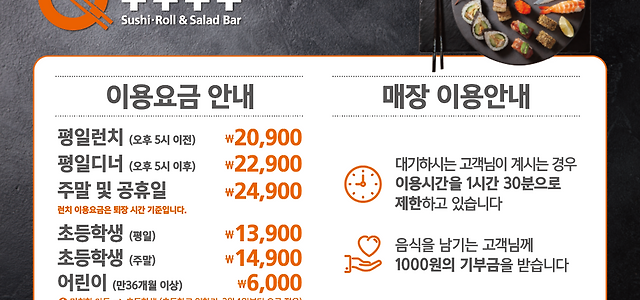 Sushi·Roll & Salad Bar
이용요금 안내
평일런치 (오후 5시 이전) ₩20,900
평일디너 (오후 5시 이후) ₩22,900
주말 및 공휴일 ₩24,900
런치 이용요금은 퇴장 시간 기준입니다.
초등학생 (평일) ₩13,900
초등학생 (주말) ₩14,900
어린이 (만36개월 이상) ₩6,000
매장 이용안내
대기하시는 고객님이 계시는 경우
이용시간을 1시간 30분으로
제한하고 있습니다
음식을 남기는 고객님께
1000원의 기부금을 받습니다